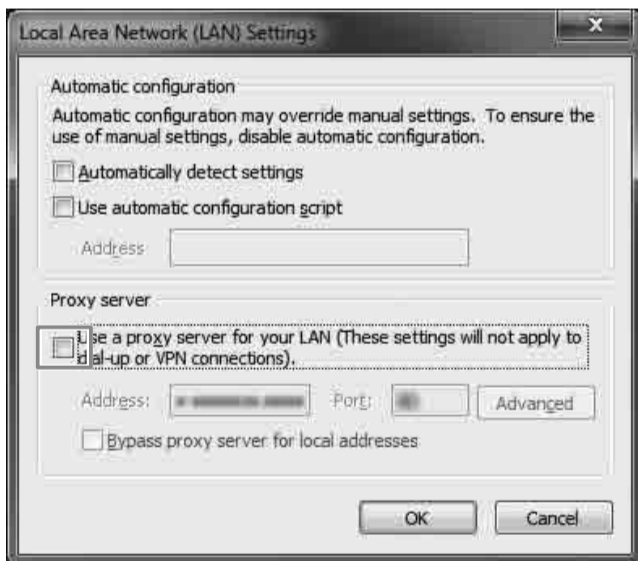 Local Area Network (LAN) Settings
Automatic configuration
Automatic configuration may override manual settings. To ensure the
use of manual settings, disable automatic configuration.
Automatically detect settings
Use automatic configuration script
Address
Proxy server
Use a proxy server for your LAN (These settings will not apply to
dial-up or VPN connections).
Address:
Port:
Advanced
Bypass proxy server for local addresses
OK
Cancel